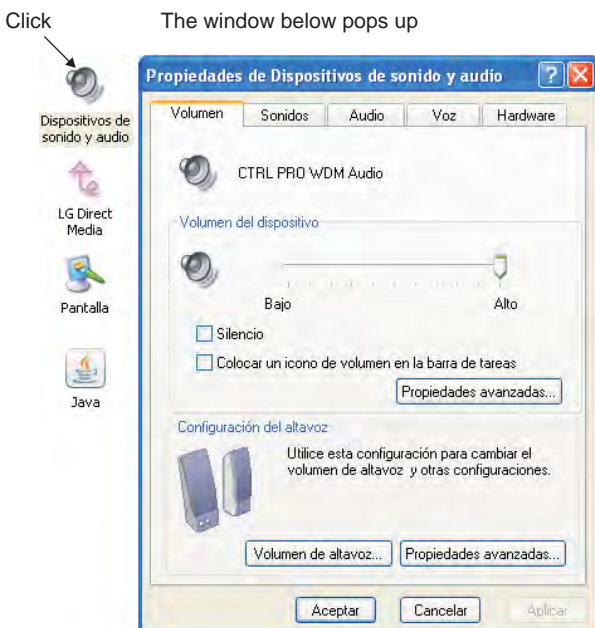 Click
The window below pops up
Dispositivos de
sonido y audio
LG Direct
Media
Pantalla
Java
Propiedades de Dispositivos de sonido y audio
Volumen
Sonidos
Audio
Voz
Hardware
CTRL PRO WDM Audio
Volumen del dispositivo
Bajo
Alto
Silencio
Colocar un icono de volumen en la barra de tareas
Propiedades avanzadas...
Configuración del altavoz
Utilice esta configuración para cambiar el
volumen de altavoz y otras configuraciones.
Volumen de altavoz...
Propiedades avanzadas...
Aceptar
Cancelar
Aplicar